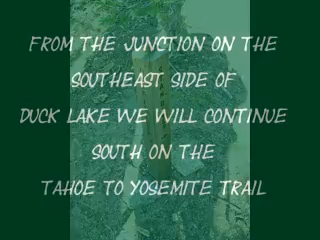 FROM THE JUNCTION ON THE
SOUTHEAST SIDE OF
DUCK LAKE WE WILL CONTINUE
SOUTH ON THE
TAHOE TO YOSEMITE TRAIL